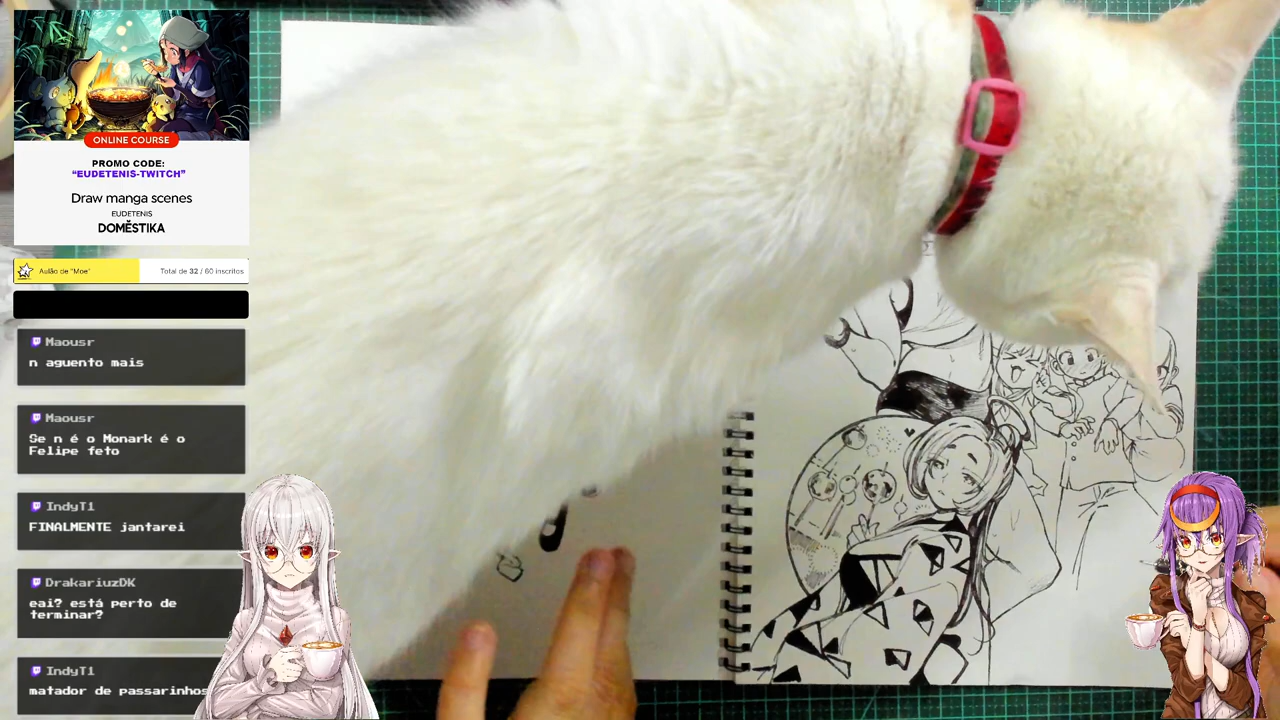 ONLINE COURSE
PROMO CODE:
“EUDETENIS-TWITCH”
Draw manga scenes
EUDETENIS
DOMĚSTIKA
Aulão de "Moe"
Total de 32 / 60 inscritos
Maousr
n aguento mais
Maousr
Se n é o Monark é o
Felipe feto
IndyT1
FINALMENTE jantarei
DrakariuzDK
eai? está perto de
terminar?
IndyT1
matador de passarinhos